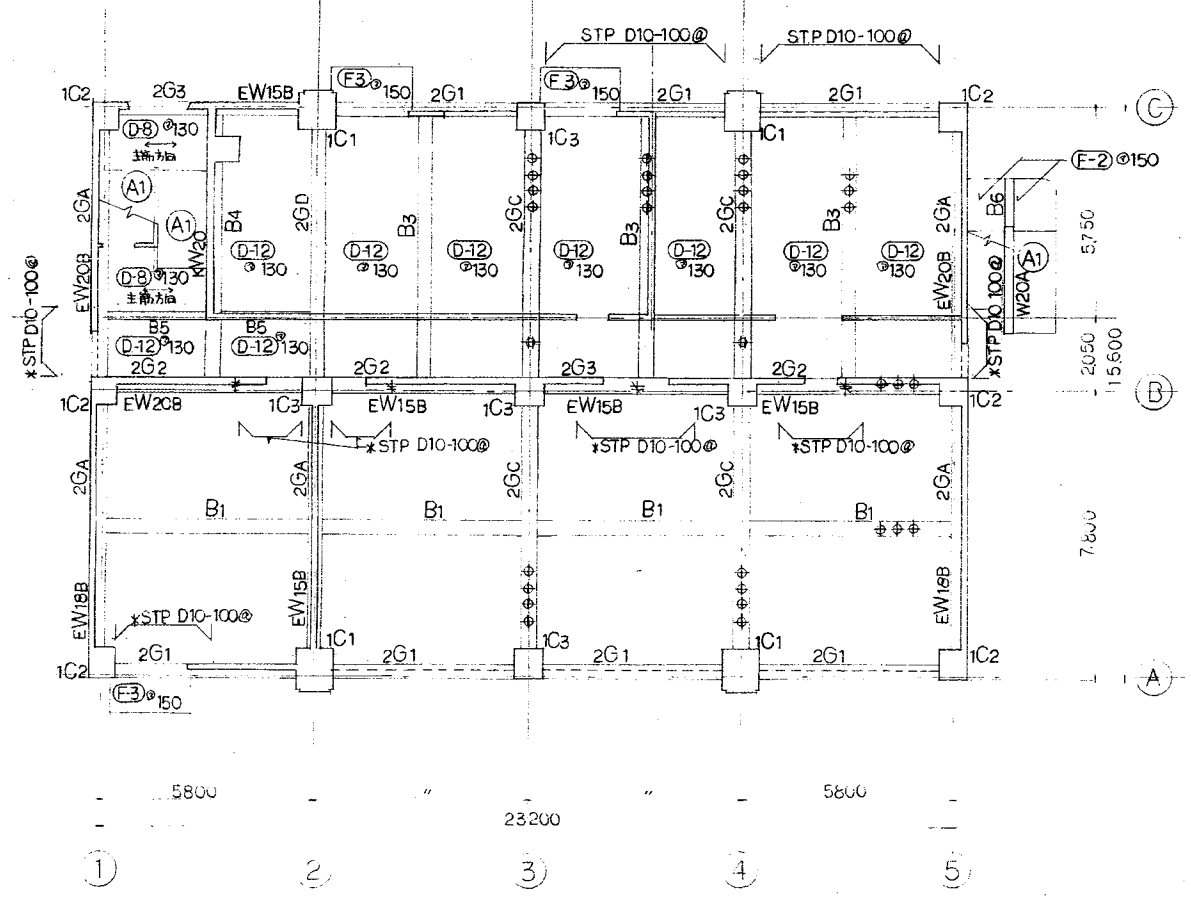 STP D10-100@
STP D10-100@
F3 @150
F3 @150
1C2
2G3
EW15B
2G1
2G1
2G1
1C2
C
D-8 @130
主筋方向
1C1
1C3
1C1
F-2 @150
A1
A1
2GA
B4
2GD
B3
2GC
B3
2GC
B3
2GA
B6
5,750
KW20
D-12 @130
D-12 @130
D-12 @130
D-12 @130
D-12 @130
D-12 @130
D-12 @130
A1
EW20B
D-8 @130
主筋方向
EW20B
W20A
*STP D10-100@
*STP D10 100@
B5
B5
D-12 @130
D-12 @130
2,050
15,600
2G2
2G2
2G3
2G2
B
1C2
EW20B
1C3
EW15B
1C3
EW15B
1C3
EW15B
1C2
*STP D10-100@
*STP D10-100@
*STP D10-100@
2GA
2GA
2GC
2GC
2GA
B1
B1
B1
B1
7,800
EW18B
EW15B
EW18B
*STP D10-100@
1C1
1C3
1C1
1C2
2G1
2G1
2G1
2G1
1C2
A
F-3 @150
5800
〃
〃
5800
23200
1
2
3
4
5